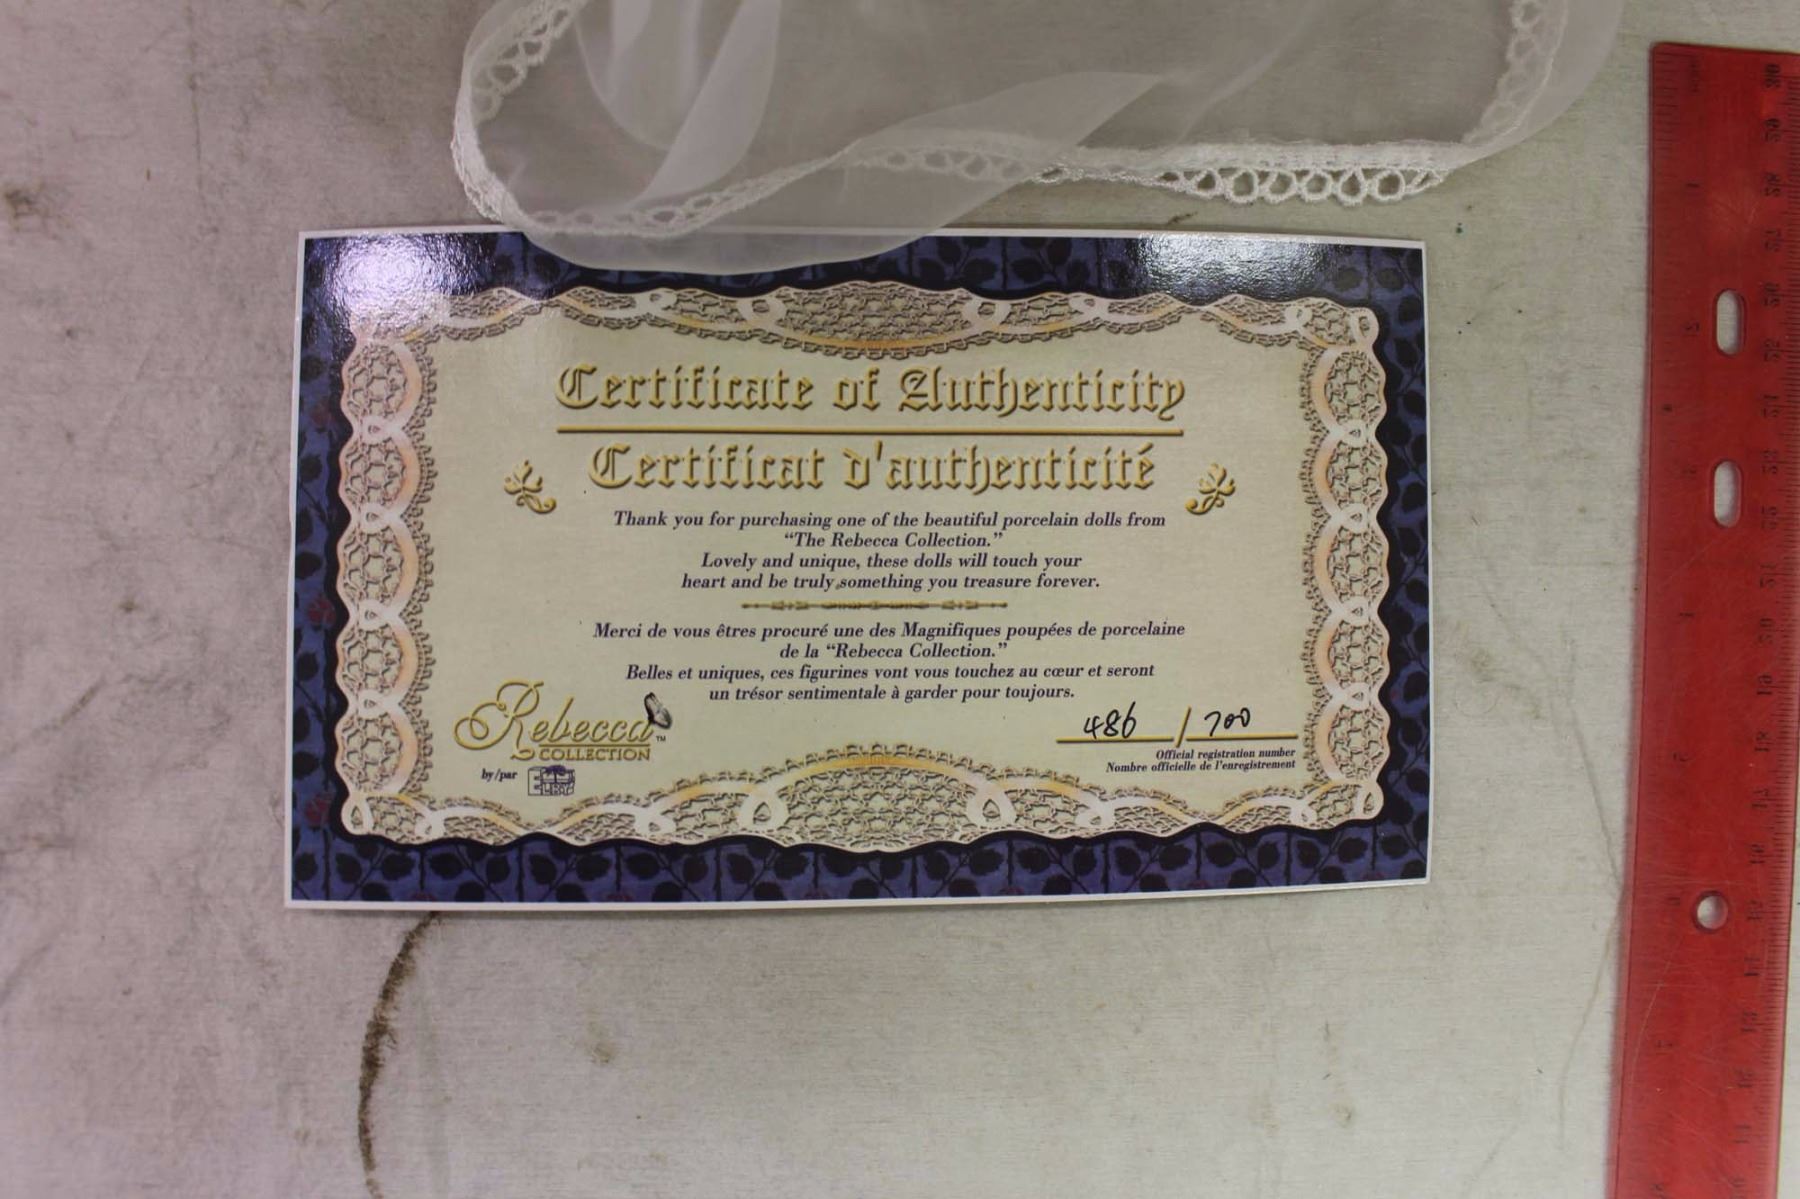 Certificate of Authenticity
Certificat d'authenticité
Thank you for purchasing one of the beautiful porcelain dolls from
“The Rebecca Collection.”
Lovely and unique, these dolls will touch your
heart and be truly something you treasure forever.
Merci de vous êtres procuré une des Magnifiques poupées de porcelaine
de la “Rebecca Collection.”
Belles et uniques, ces figurines vont vous touchez au cœur et seront
un trésor sentimentale à garder pour toujours.
Rebecca™
COLLECTION
by/par
486 / 700
Official registration number
Nombre officielle de l'enregistrement